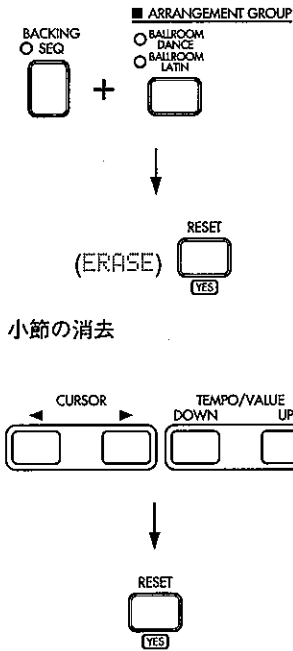 ■ ARRANGEMENT GROUP
BACKING
SEQ
BALLROOM
DANCE
BALLROOM
LATIN
+
RESET
(ERASE)
YES
小節の消去
CURSOR
◀ ▶
TEMPO/VALUE
DOWN UP
RESET
YES